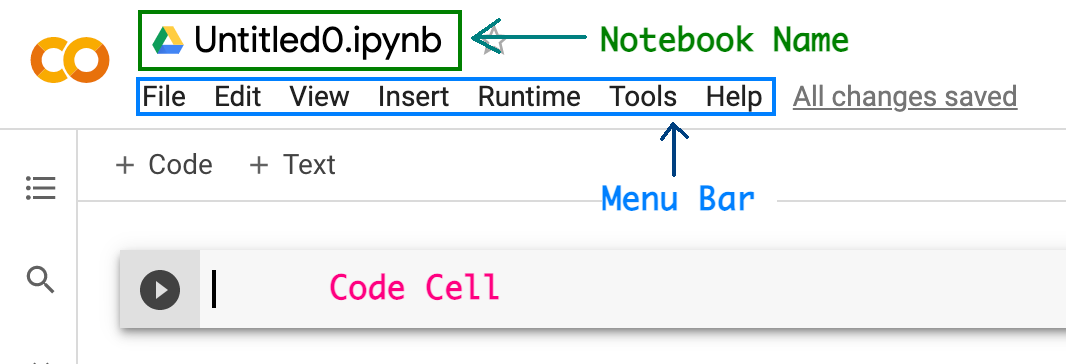 Untitled0.ipynb Notebook Name
File Edit View Insert Runtime Tools Help All changes saved
+ Code + Text
Menu Bar
Code Cell